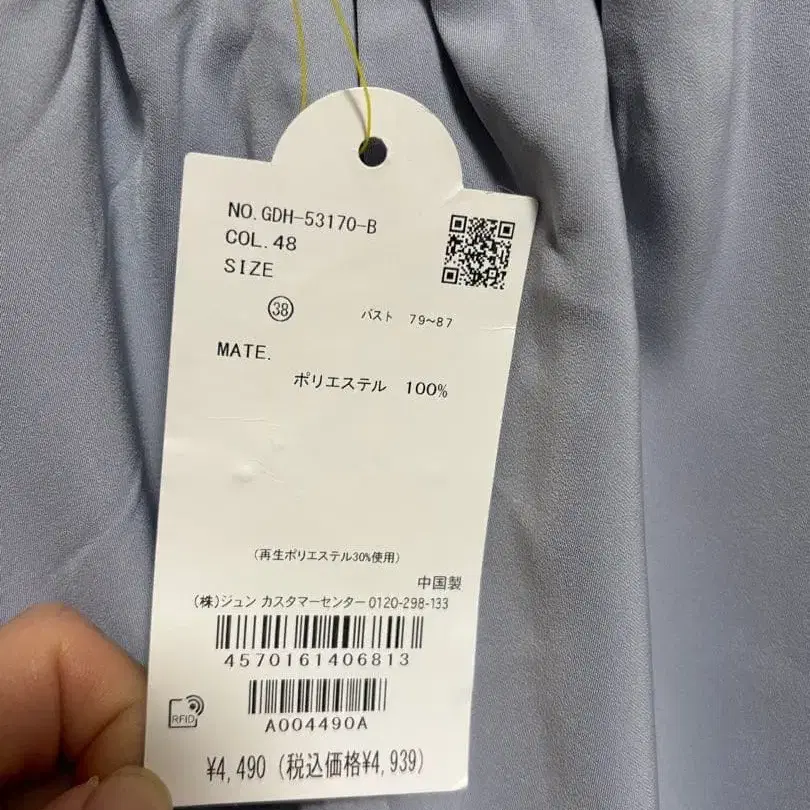 NO.GDH-53170-B
COL.48
SIZE
㊳ バスト 79~87
MATE.
ポリエステル 100%
(再生ポリエステル30%使用)
中国製
(株)ジュン カスタマーセンター 0120-298-133
4570161406813
RFID
A004490A
¥4,490 (税込価格¥4,939)